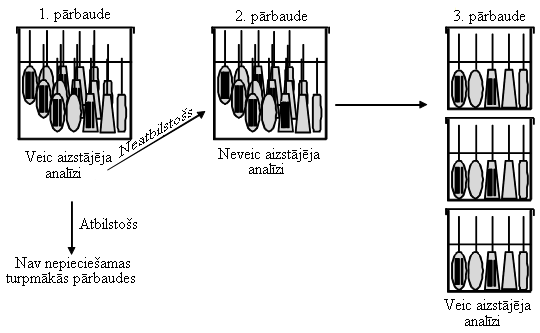 1. pārbaude
2. pārbaude
3. pārbaude
Veic aizstājēja
analīzi
Neatbilstošs
Neveic aizstājēja
analīzi
Atbilstošs
Nav nepieciešamas
turpmākās pārbaudes
Veic aizstājēja
analīzi